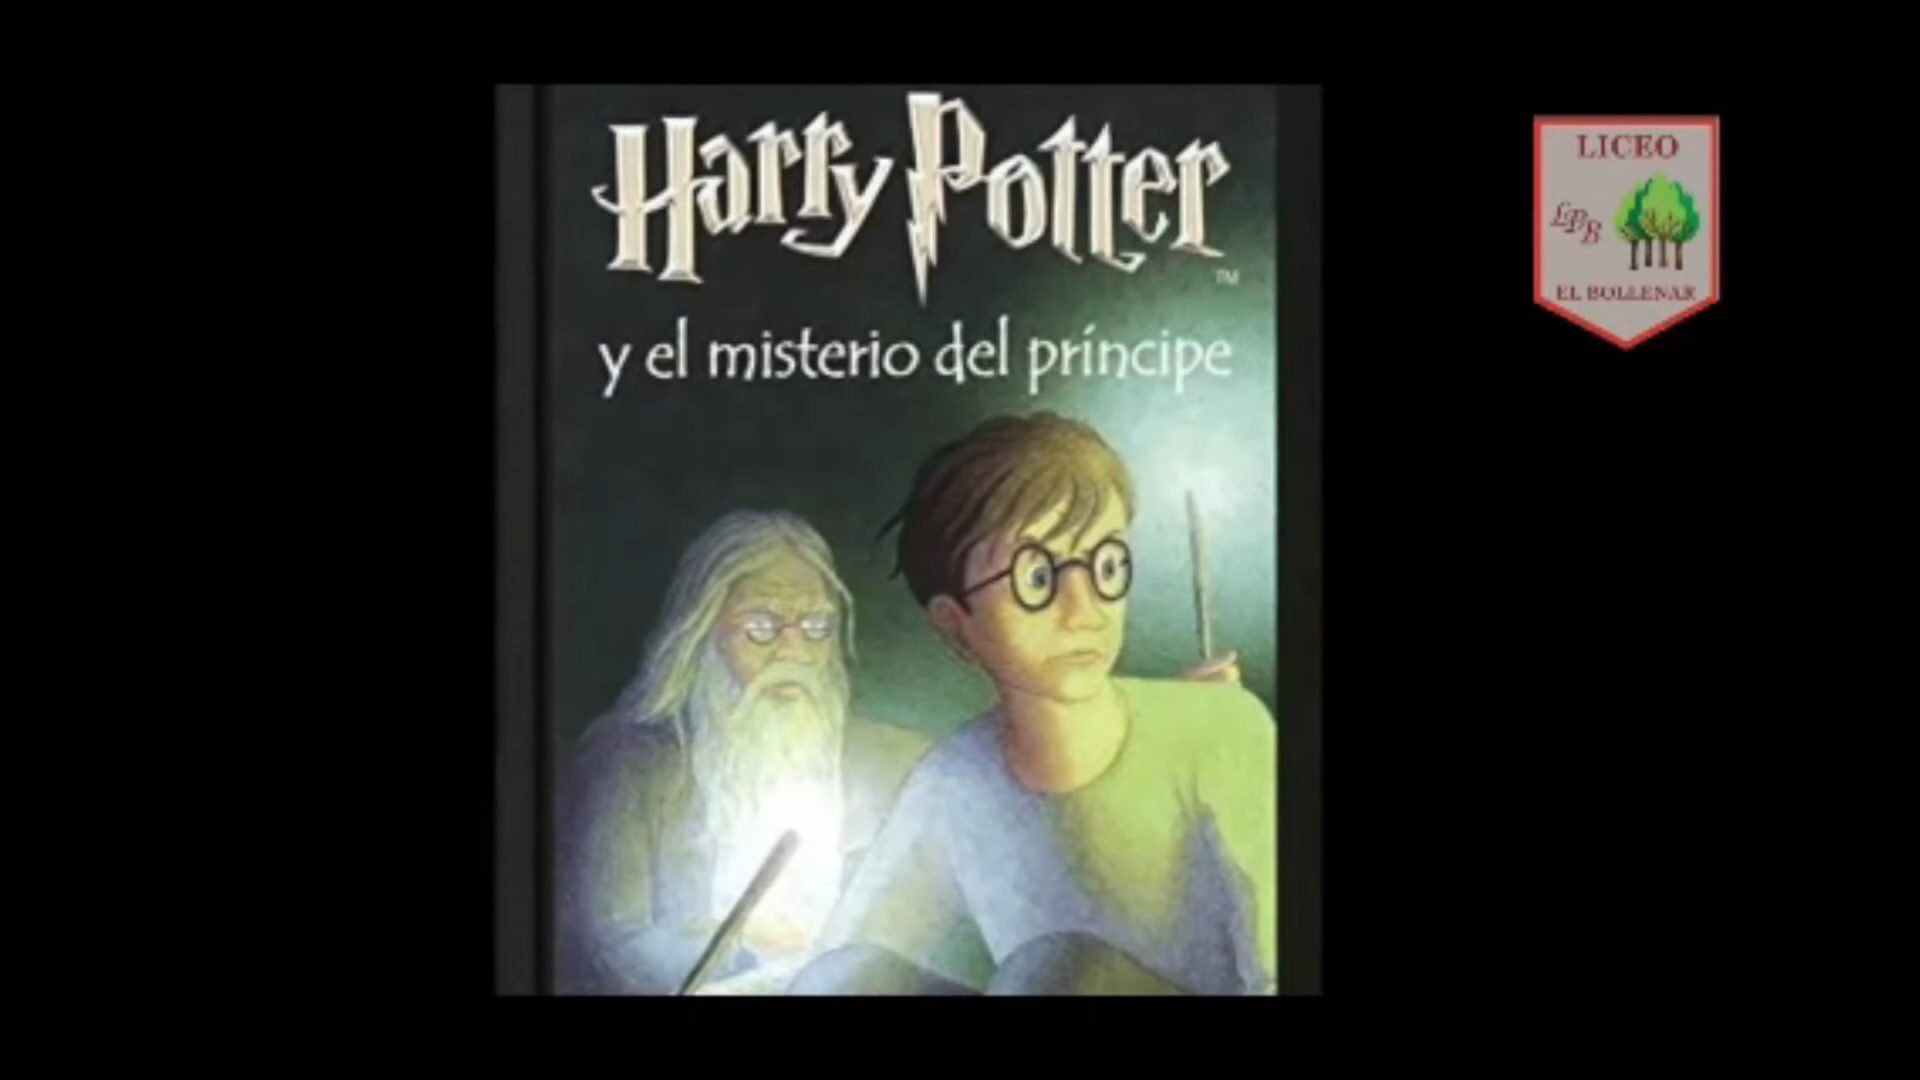 Harry Potter
TM
y el misterio del príncipe
LICEO
LPB
EL BOLLENAR